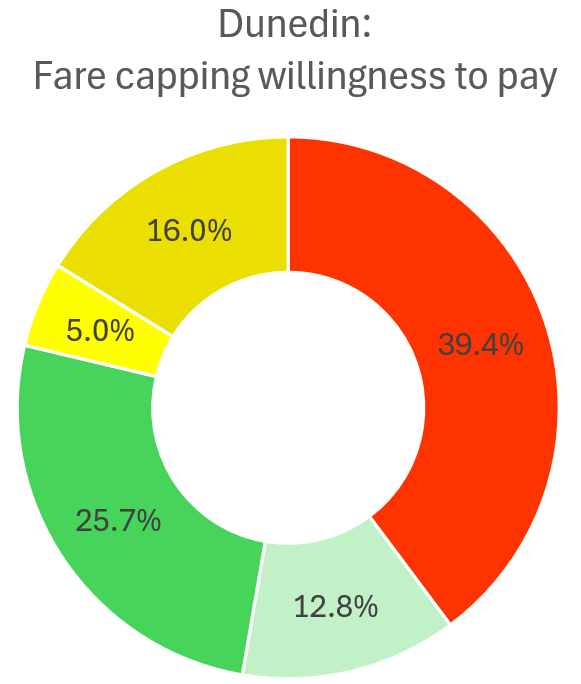 Dunedin:
Fare capping willingness to pay
16.0%
39.4%
5.0%
25.7%
12.8%